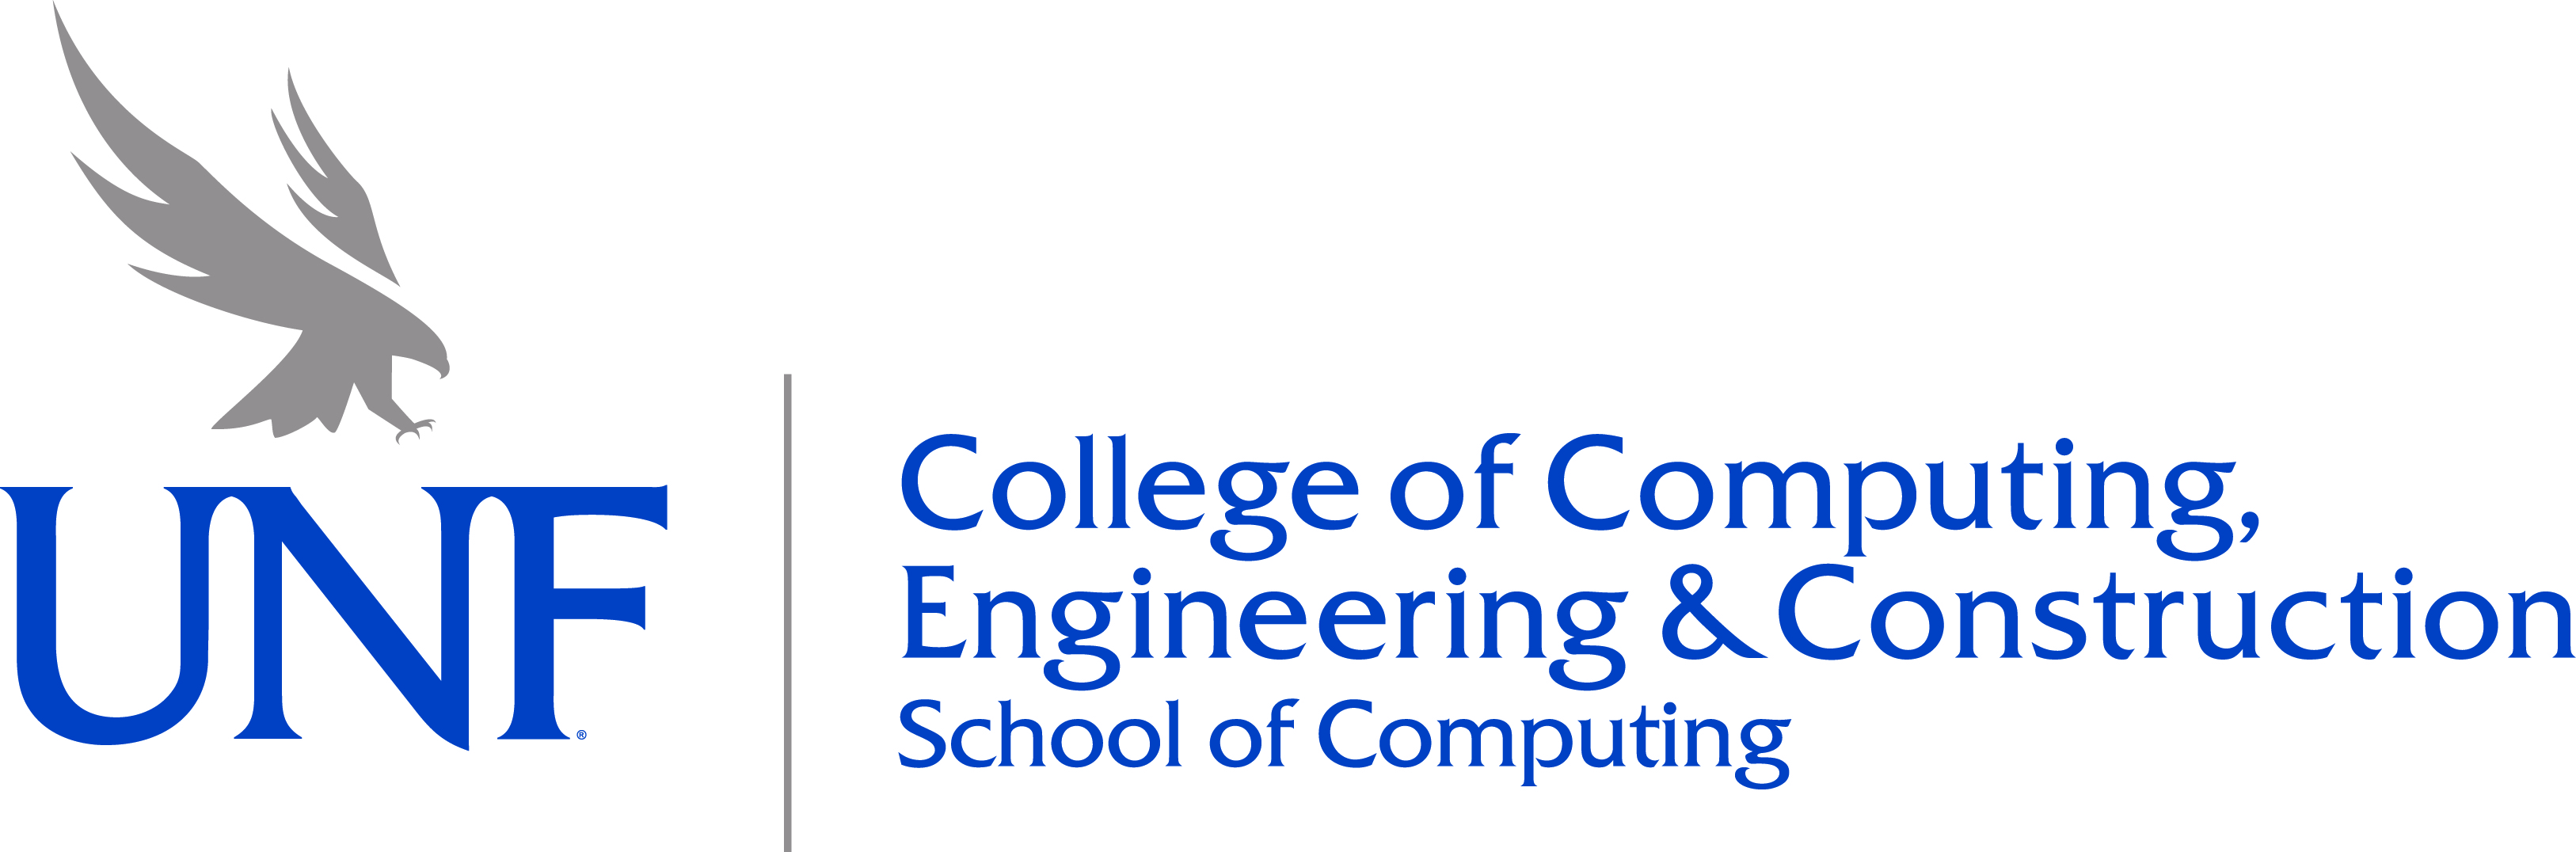 UNF®
College of Computing,
Engineering & Construction
School of Computing